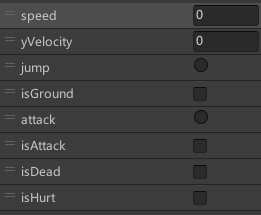 speed 0
yVelocity 0
jump
isGround
attack
isAttack
isDead
isHurt